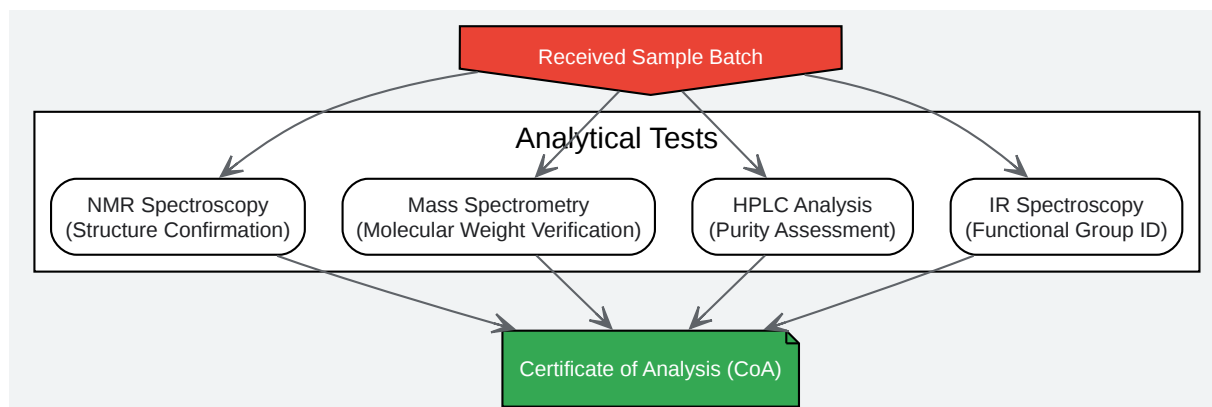 Received Sample Batch
Analytical Tests
NMR Spectroscopy
(Structure Confirmation)
Mass Spectrometry
(Molecular Weight Verification)
HPLC Analysis
(Purity Assessment)
IR Spectroscopy
(Functional Group ID)
Certificate of Analysis (CoA)